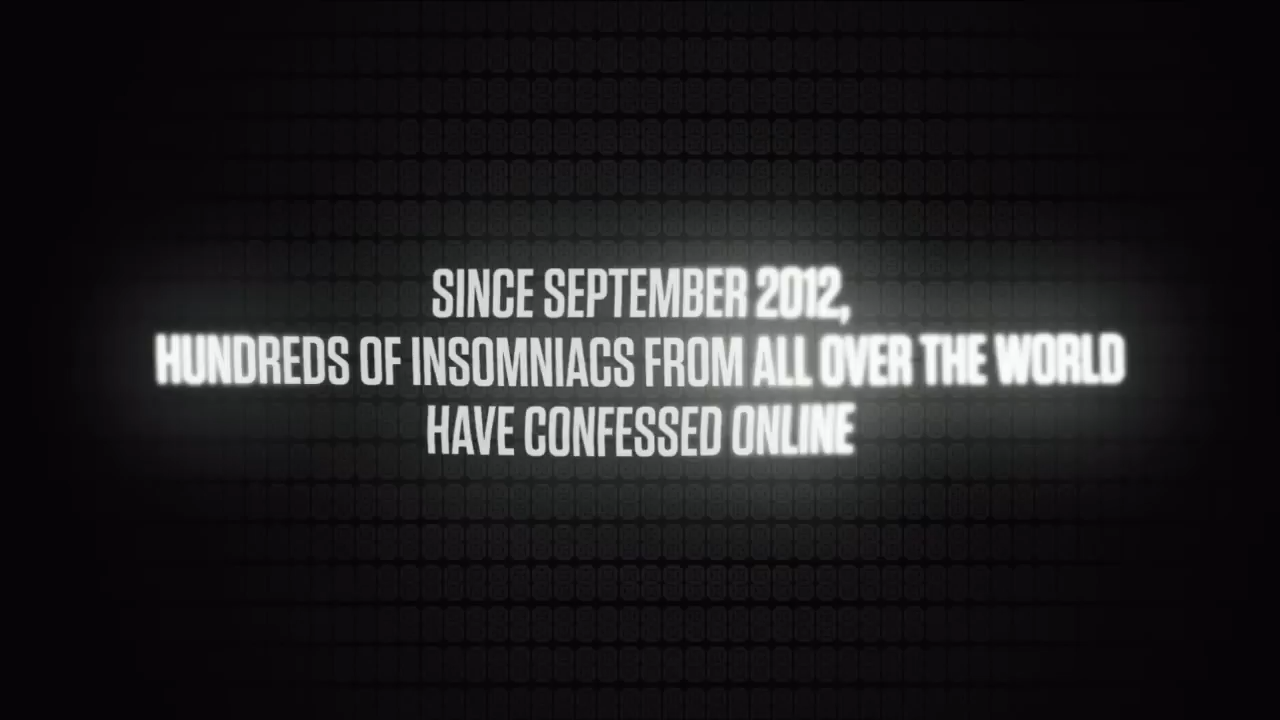 SINCE SEPTEMBER 2012,
HUNDREDS OF INSOMNIACS FROM ALL OVER THE WORLD
HAVE CONFESSED ONLINE